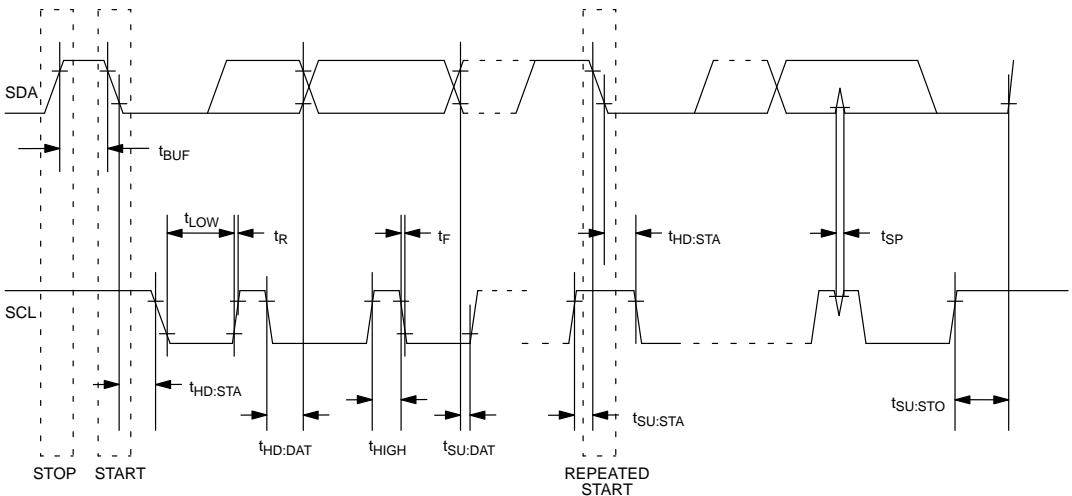 SDA
tBUF
tLOW
tR
tF
tHD:STA
tSP
SCL
tHD:STA
tHD:DAT
tHIGH
tSU:DAT
tSU:STA
tSU:STO
STOP
START
REPEATED
START